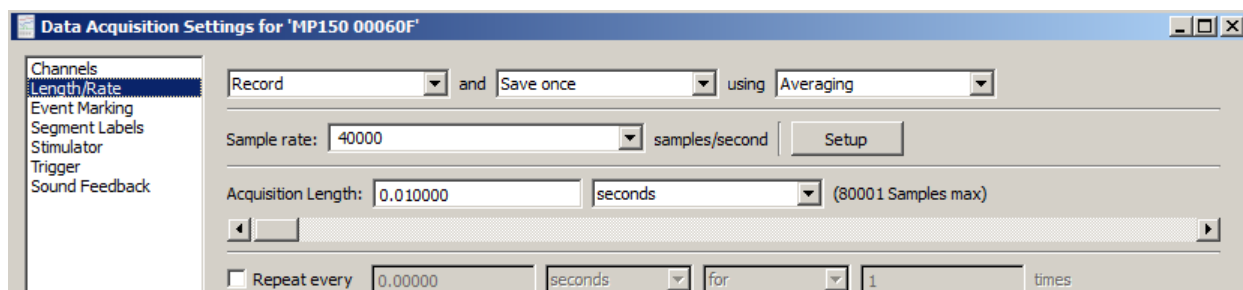 Data Acquisition Settings for 'MP150 00060F'
Channels
Length/Rate
Event Marking
Segment Labels
Stimulator
Trigger
Sound Feedback
Record and Save once using Averaging
Sample rate: 40000 samples/second Setup
Acquisition Length: 0.010000 seconds (80001 Samples max)
Repeat every 0.00000 seconds for 1 times